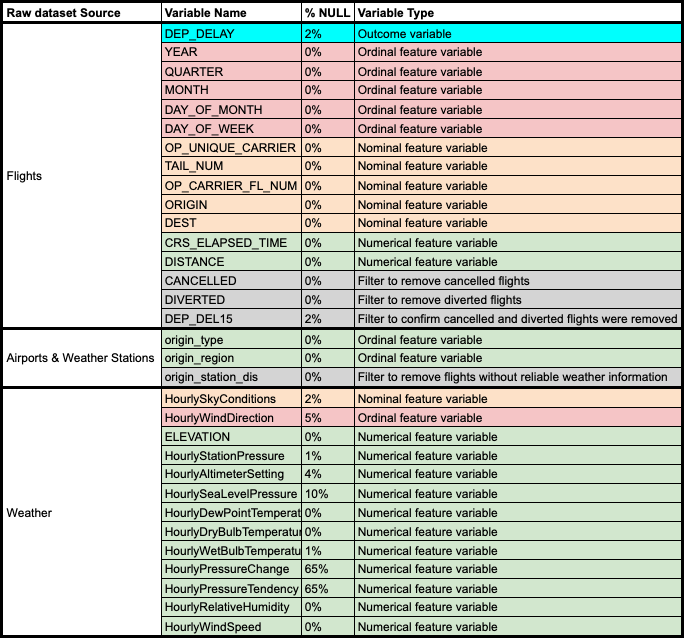 Raw dataset Source Variable Name % NULL Variable Type
Flights
DEP_DELAY 2% Outcome variable
YEAR 0% Ordinal feature variable
QUARTER 0% Ordinal feature variable
MONTH 0% Ordinal feature variable
DAY_OF_MONTH 0% Ordinal feature variable
DAY_OF_WEEK 0% Ordinal feature variable
OP_UNIQUE_CARRIER 0% Nominal feature variable
TAIL_NUM 0% Nominal feature variable
OP_CARRIER_FL_NUM 0% Nominal feature variable
ORIGIN 0% Nominal feature variable
DEST 0% Nominal feature variable
CRS_ELAPSED_TIME 0% Numerical feature variable
DISTANCE 0% Numerical feature variable
CANCELLED 0% Filter to remove cancelled flights
DIVERTED 0% Filter to remove diverted flights
DEP_DEL15 2% Filter to confirm cancelled and diverted flights were removed
Airports & Weather Stations
origin_type 0% Ordinal feature variable
origin_region 0% Ordinal feature variable
origin_station_dis 0% Filter to remove flights without reliable weather information
Weather
HourlySkyConditions 2% Nominal feature variable
HourlyWindDirection 5% Ordinal feature variable
ELEVATION 0% Numerical feature variable
HourlyStationPressure 1% Numerical feature variable
HourlyAltimeterSetting 4% Numerical feature variable
HourlySeaLevelPressure 10% Numerical feature variable
HourlyDewPointTemperat 0% Numerical feature variable
HourlyDryBulbTemperatu 0% Numerical feature variable
HourlyWetBulbTemperatu 1% Numerical feature variable
HourlyPressureChange 65% Numerical feature variable
HourlyPressureTendency 65% Numerical feature variable
HourlyRelativeHumidity 0% Numerical feature variable
HourlyWindSpeed 0% Numerical feature variable